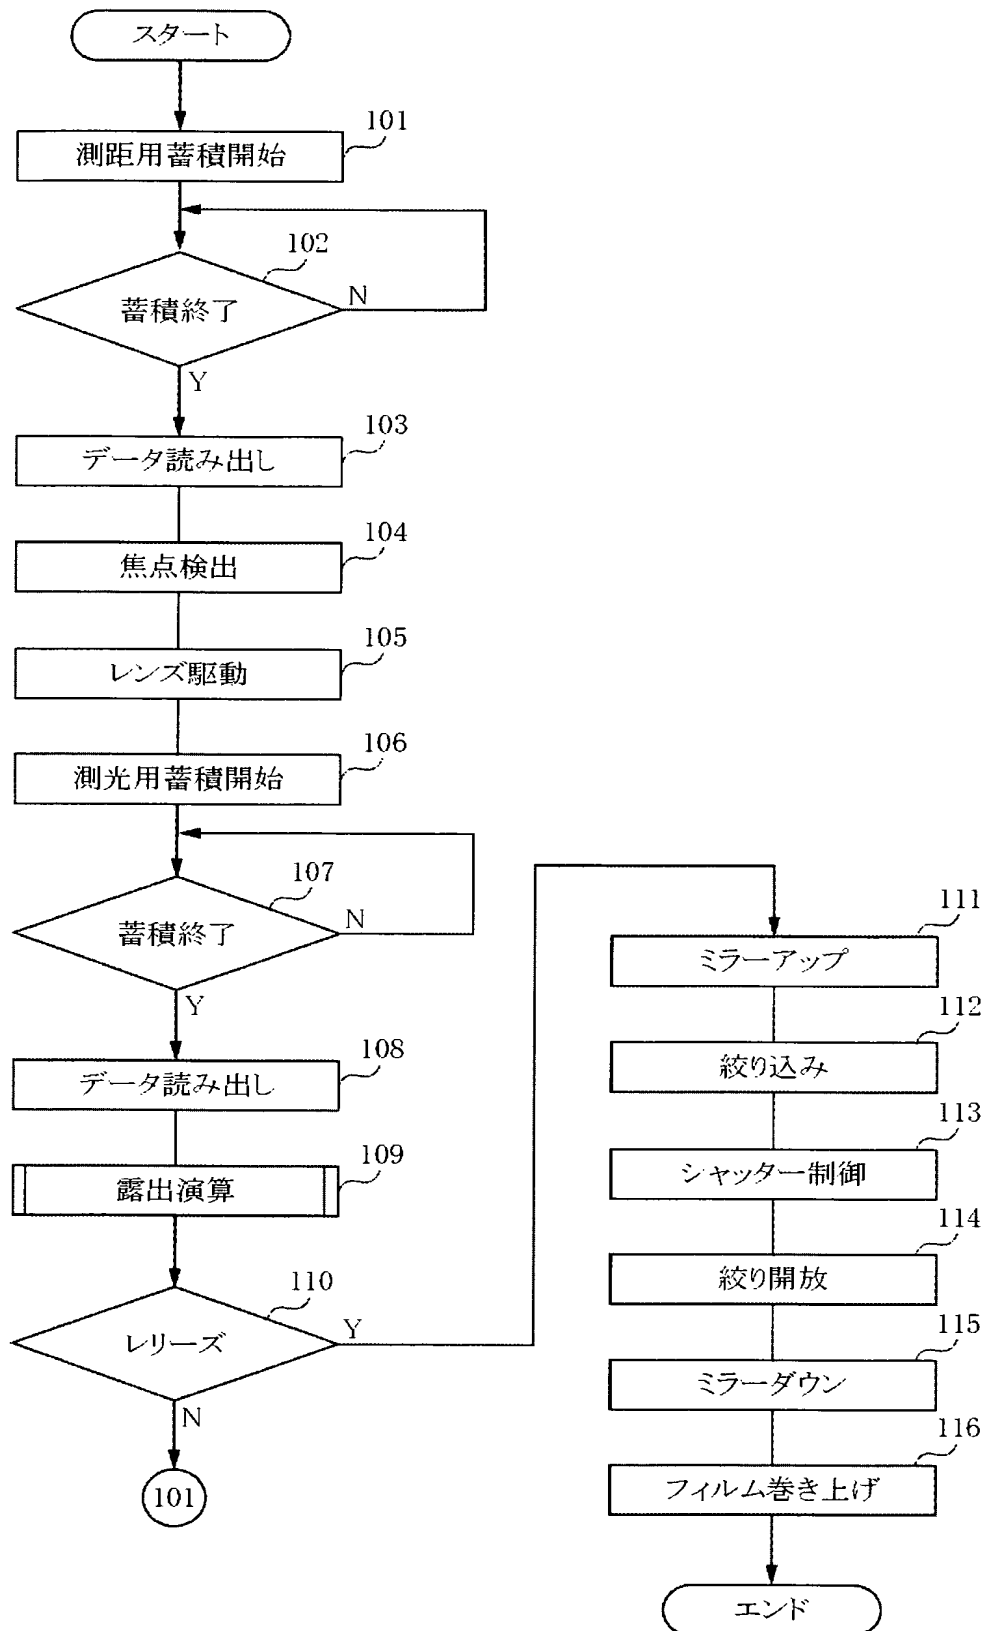 スタート
101
測距用蓄積開始
102
蓄積終了
N
Y
103
データ読み出し
104
焦点検出
105
レンズ駆動
106
測光用蓄積開始
107
蓄積終了
N
Y
108
データ読み出し
109
露出演算
110
レリーズ
Y
N
101
111
ミラーアップ
112
絞り込み
113
シャッター制御
114
絞り開放
115
ミラーダウン
116
フィルム巻き上げ
エンド